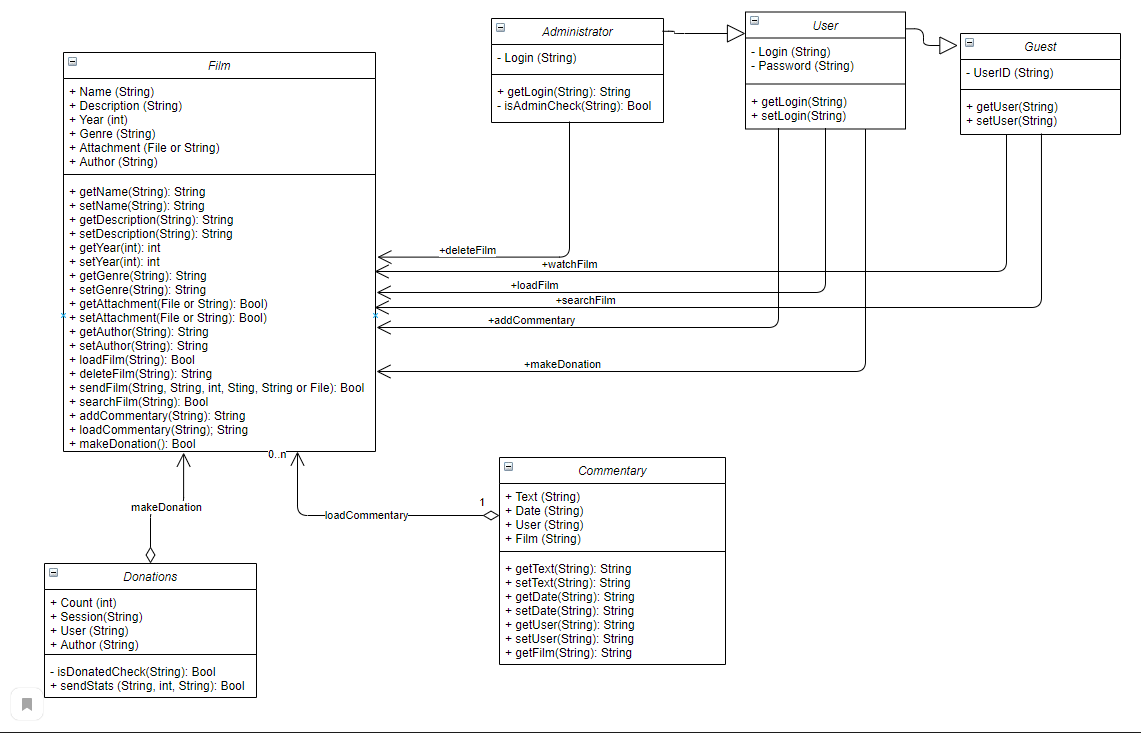 Film
+ Name (String)
+ Description (String)
+ Year (int)
+ Genre (String)
+ Attachment (File or String)
+ Author (String)
+ getName(String): String
+ setName(String): String
+ getDescription(String): String
+ setDescription(String): String
+ getYear(int): int
+ setYear(int): int
+ getGenre(String): String
+ setGenre(String): String
+ getAttachment(File or String): Bool)
+ setAttachment(File or String): Bool)
+ getAuthor(String): String
+ setAuthor(String): String
+ loadFilm(String): Bool
+ deleteFilm(String): String
+ sendFilm(String, String, int, Sting, String or File): Bool
+ searchFilm(String): Bool
+ addCommentary(String): String
+ loadCommentary(String); String
+ makeDonation(): Bool
Administrator
- Login (String)
+ getLogin(String): String
- isAdminCheck(String): Bool
User
- Login (String)
- Password (String)
+ getLogin(String)
+ setLogin(String)
Guest
- UserID (String)
+ getUser(String)
+ setUser(String)
+deleteFilm
+watchFilm
+loadFilm
+searchFilm
+addCommentary
+makeDonation
0..n
1
loadCommentary
makeDonation
Commentary
+ Text (String)
+ Date (String)
+ User (String)
+ Film (String)
+ getText(String): String
+ setText(String): String
+ getDate(String): String
+ setDate(String): String
+ getUser(String): String
+ setUser(String): String
+ getFilm(String): String
Donations
+ Count (int)
+ Session(String)
+ User (String)
+ Author (String)
- isDonatedCheck(String): Bool
+ sendStats (String, int, String): Bool